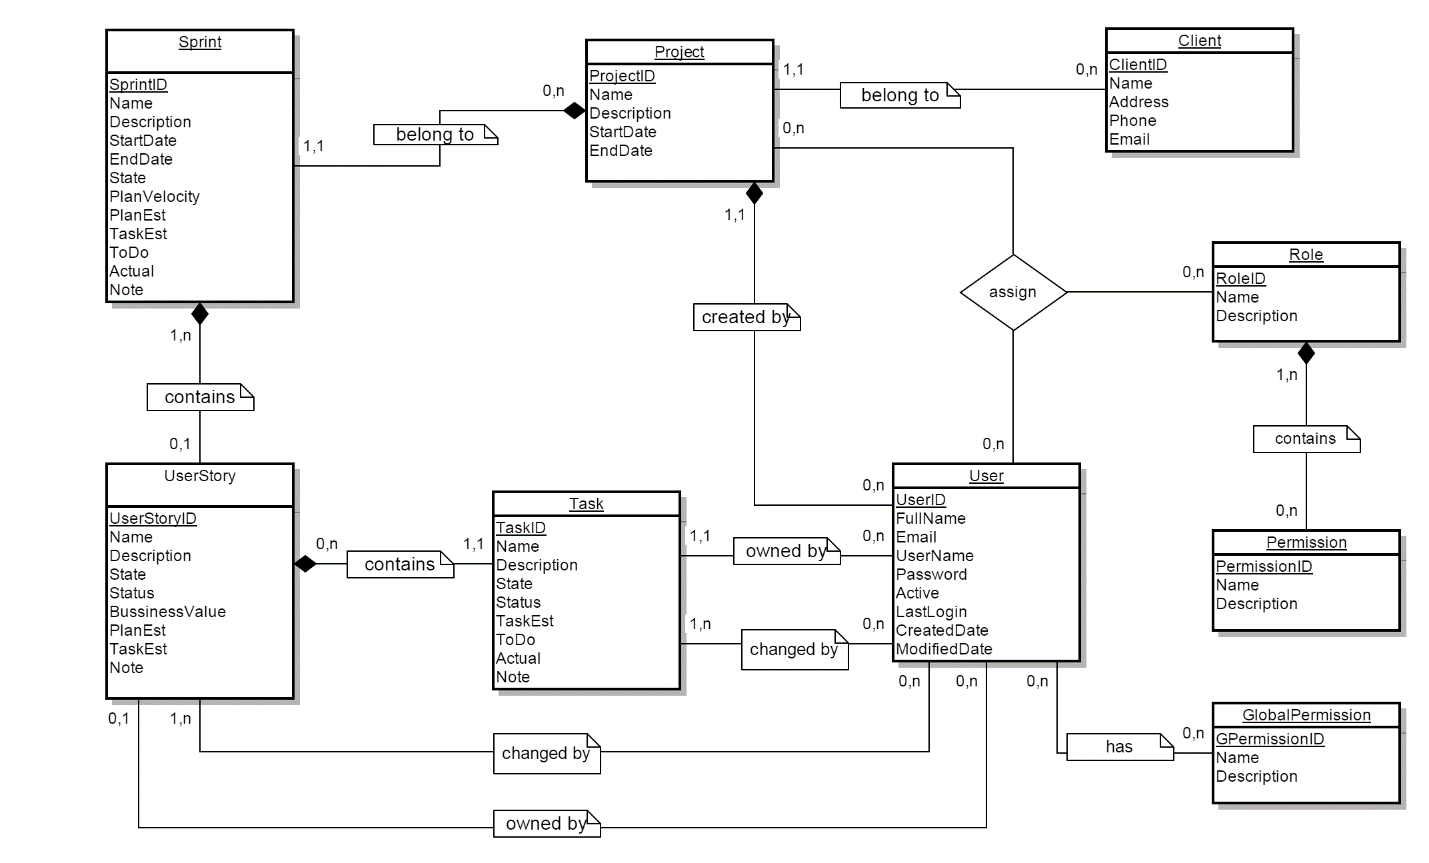 Sprint
SprintID
Name
Description
StartDate
EndDate
State
PlanVelocity
PlanEst
TaskEst
ToDo
Actual
Note
1,1
belong to
0,n
Project
ProjectID
Name
Description
StartDate
EndDate
1,1
belong to
0,n
Client
ClientID
Name
Address
Phone
Email
0,n
1,1
created by
0,n
assign
0,n
0,n
Role
RoleID
Name
Description
1,n
contains
0,n
Permission
PermissionID
Name
Description
1,n
contains
0,1
UserStory
UserStoryID
Name
Description
State
Status
BussinessValue
PlanEst
TaskEst
Note
0,n
contains
1,1
Task
TaskID
Name
Description
State
Status
TaskEst
ToDo
Actual
Note
1,1
owned by
0,n
1,n
changed by
0,n
User
UserID
FullName
Email
UserName
Password
Active
LastLogin
CreatedDate
ModifiedDate
0,1
1,n
changed by
owned by
0,n
0,n
0,n
has
0,n
GlobalPermission
GPermissionID
Name
Description